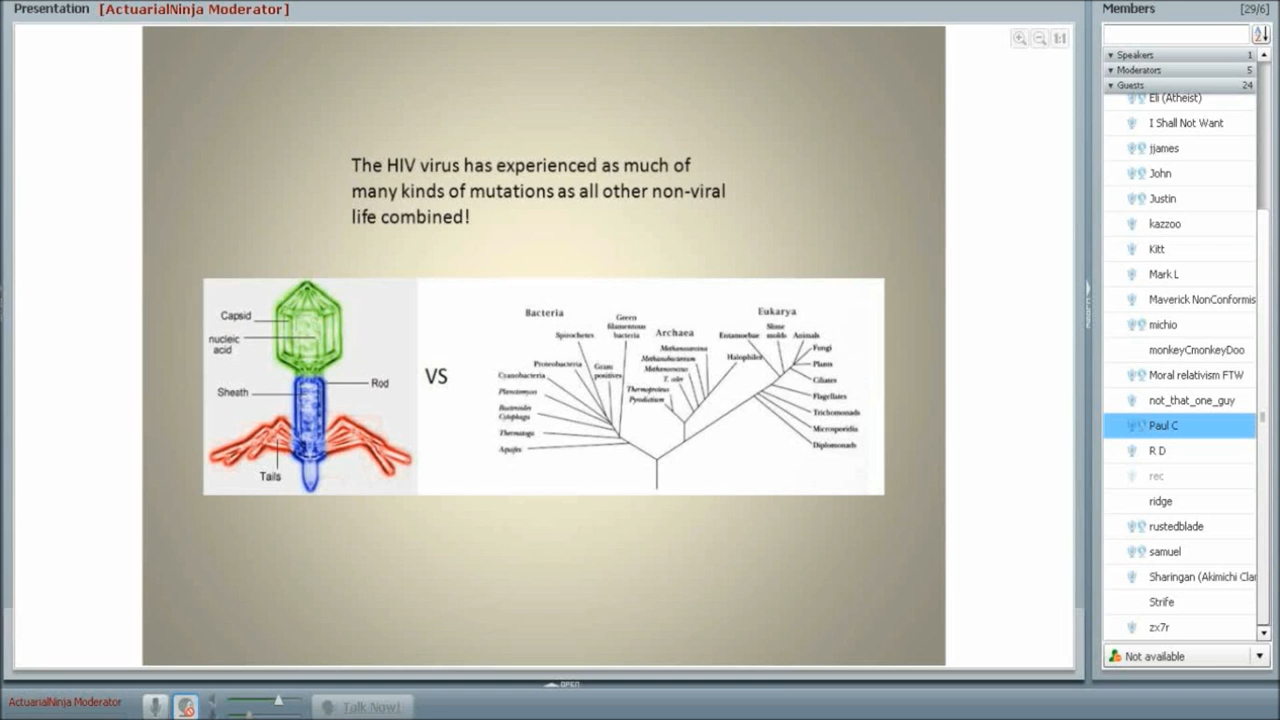 Presentation [ActuarialNinja Moderator]
Members [29/6]
1:1
Speakers 1
Moderators 5
Guests 24
Eli (Atheist)
I Shall Not Want
jjames
John
Justin
kazzoo
Kitt
Mark L
Maverick NonConformis
michio
monkeyCmonkeyDoo
Moral relativism FTW
not_that_one_guy
Paul C
R D
rec
ridge
rustedblade
samuel
Sharingan (Akimichi Clar
Strife
zx7r
Not available
The HIV virus has experienced as much of
many kinds of mutations as all other non-viral
life combined!
Capsid
nucleic
acid
Sheath
Rod
Tails
VS
Bacteria
Spirochetes
filamentous
bacteria
Proteobacteria
Gram
positives
Cyanobacteria
Thermotoga
Archaea
Halophiles
Eukarya
Entamoebae
Slime
molds
Animals
Fungi
Plants
Ciliates
Flagellates
Trichomonads
Microsporidia
Diplomonads
OPEN
ActuarialNinja Moderator
Talk Now!